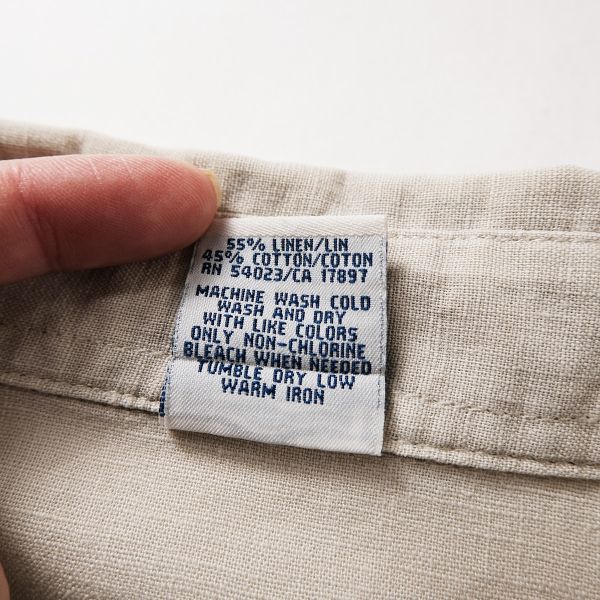 55% LINEN/LIN
45% COTTON/COTON
RN 54023/CA 17897
MACHINE WASH COLD
WASH AND DRY
WITH LIKE COLORS
ONLY NON-CHLORINE
BLEACH WHEN NEEDED
TUMBLE DRY LOW
WARM IRON